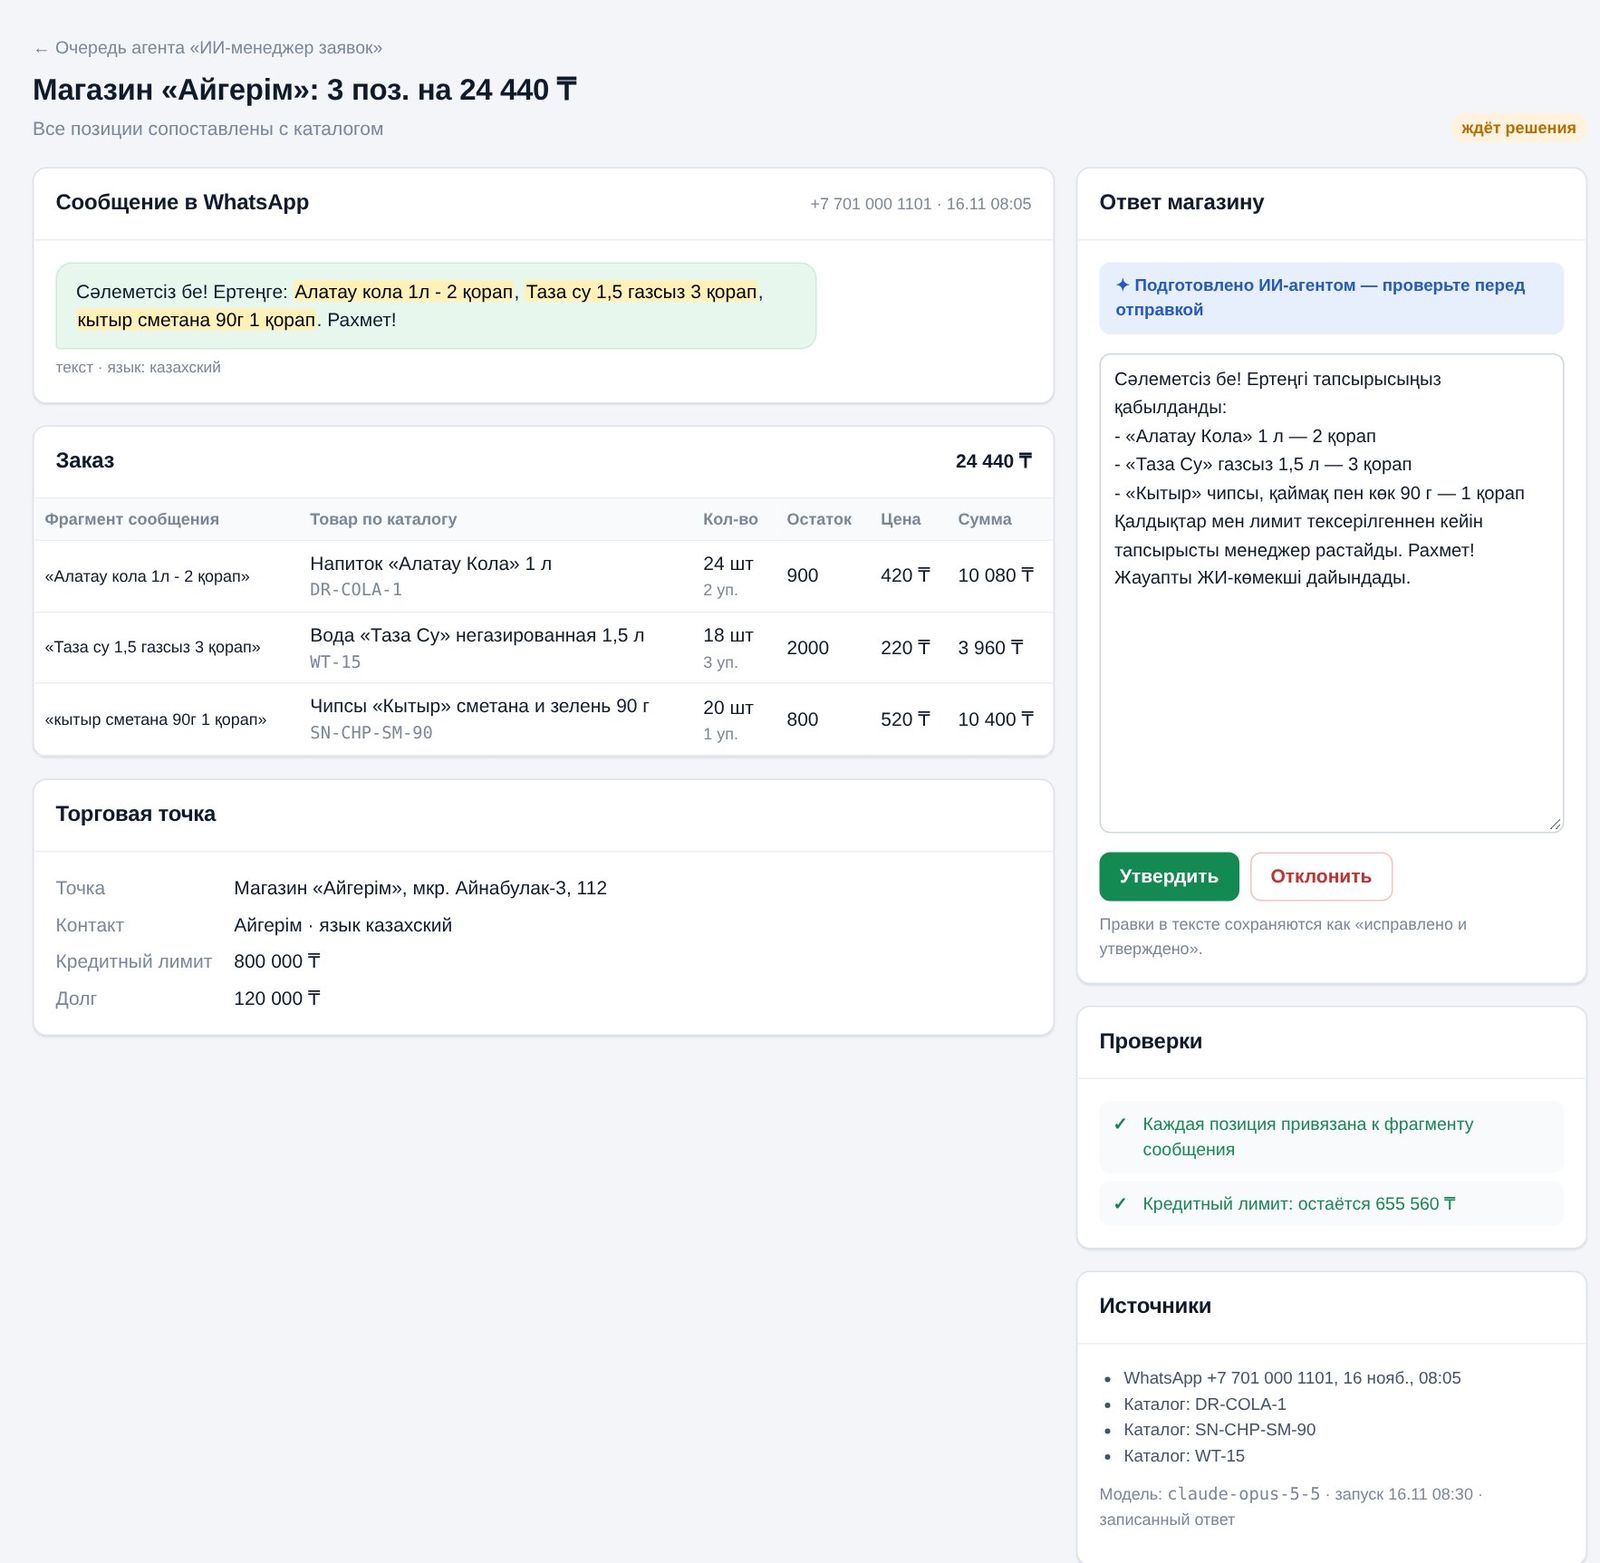 ← Очередь агента «ИИ-менеджер заявок»
Магазин «Айгерім»: 3 поз. на 24 440 ₸
Все позиции сопоставлены с каталогом
ждёт решения
Сообщение в WhatsApp
+7 701 000 1101 · 16.11 08:05
Сәлеметсіз бе! Ертеңге: Алатау кола 1л - 2 қорап, Таза су 1,5 газсыз 3 қорап,
кытыр сметана 90г 1 қорап. Рахмет!
текст · язык: казахский
Заказ
24 440 ₸
Фрагмент сообщения Товар по каталогу Кол-во Остаток Цена Сумма
«Алатау кола 1л - 2 қорап» Напиток «Алатау Кола» 1 л 24 шт 900 420 ₸ 10 080 ₸
DR-COLA-1 2 уп.
«Таза су 1,5 газсыз 3 қорап» Вода «Таза Су» негазированная 1,5 л 18 шт 2000 220 ₸ 3 960 ₸
WT-15 3 уп.
«кытыр сметана 90г 1 қорап» Чипсы «Кытыр» сметана и зелень 90 г 20 шт 800 520 ₸ 10 400 ₸
SN-CHP-SM-90 1 уп.
Торговая точка
Точка Магазин «Айгерім», мкр. Айнабулак-3, 112
Контакт Айгерім · язык казахский
Кредитный лимит 800 000 ₸
Долг 120 000 ₸
Ответ магазину
✦ Подготовлено ИИ-агентом — проверьте перед
отправкой
Сәлеметсіз бе! Ертеңгі тапсырысыңыз
қабылданды:
- «Алатау Кола» 1 л — 2 қорап
- «Таза Су» газсыз 1,5 л — 3 қорап
- «Кытыр» чипсы, қаймақ пен көк 90 г — 1 қорап
Қалдықтар мен лимит тексерілгеннен кейін
тапсырысты менеджер растайды. Рахмет!
Жауапты ЖИ-көмекші дайындады.
Утвердить
Отклонить
Правки в тексте сохраняются как «исправлено и
утверждено».
Проверки
✓ Каждая позиция привязана к фрагменту
сообщения
✓ Кредитный лимит: остаётся 655 560 ₸
Источники
• WhatsApp +7 701 000 1101, 16 нояб., 08:05
• Каталог: DR-COLA-1
• Каталог: SN-CHP-SM-90
• Каталог: WT-15
Модель: claude-opus-5-5 · запуск 16.11 08:30 ·
записанный ответ